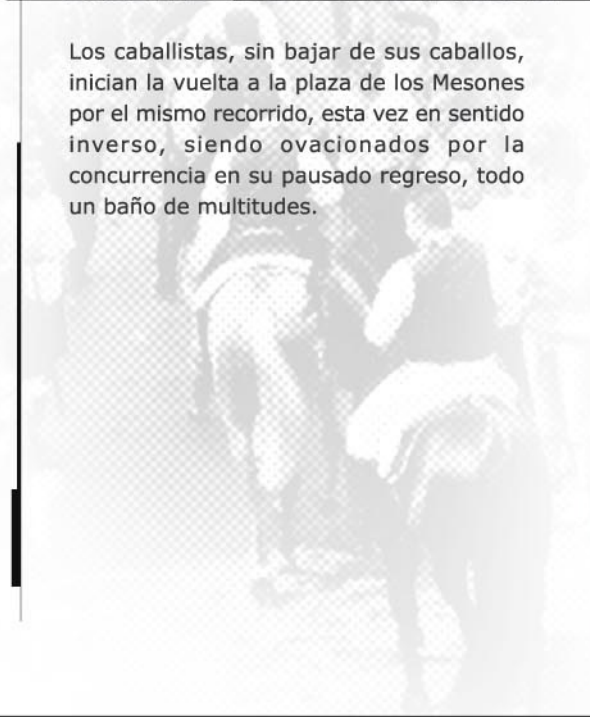 Los caballistas, sin bajar de sus caballos,
inician la vuelta a la plaza de los Mesones
por el mismo recorrido, esta vez en sentido
inverso, siendo ovacionados por la
concurrencia en su pausado regreso, todo
un baño de multitudes.